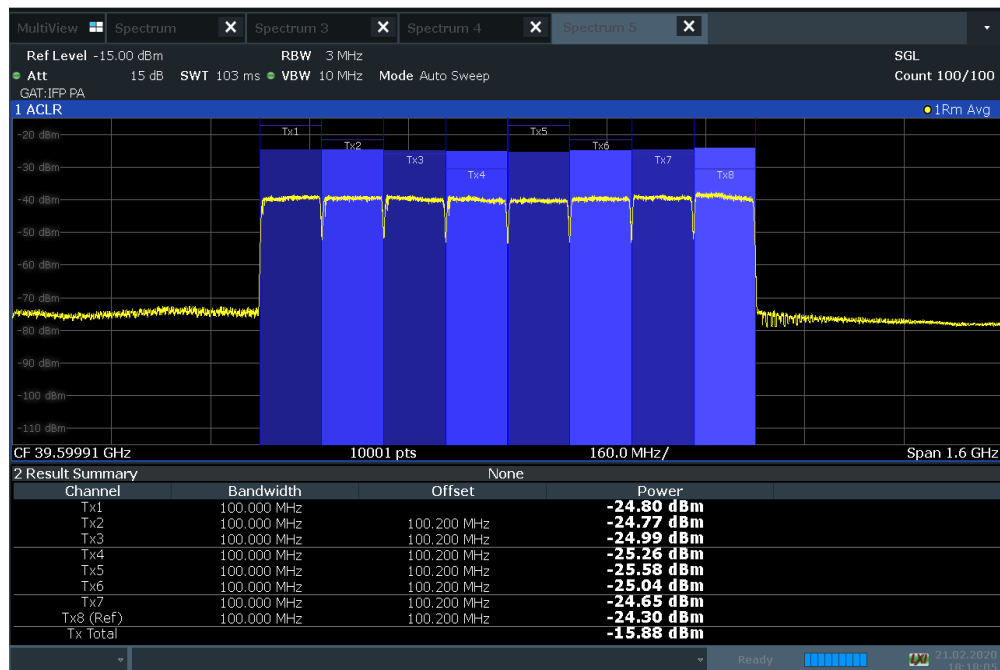 MultiView Spectrum X Spectrum 3 X Spectrum 4 X Spectrum 5 X
Ref Level -15.00 dBm RBW 3 MHz SGL
Att 15 dB SWT 103 ms VBW 10 MHz Mode Auto Sweep Count 100/100
GAT:IFP PA
1 ACLR 1Rm Avg
-20 dBm
Tx1 Tx5
Tx2 Tx6
Tx3 Tx7
-30 dBm
Tx4 Tx8
-40 dBm
-50 dBm
-60 dBm
-70 dBm
-80 dBm
-90 dBm
-100 dBm
-110 dBm
CF 39.59991 GHz 10001 pts 160.0 MHz/ Span 1.6 GHz
2 Result Summary None
Channel Bandwidth Offset Power
Tx1 100.000 MHz -24.80 dBm
Tx2 100.000 MHz 100.200 MHz -24.77 dBm
Tx3 100.000 MHz 100.200 MHz -24.99 dBm
Tx4 100.000 MHz 100.200 MHz -25.26 dBm
Tx5 100.000 MHz 100.200 MHz -25.58 dBm
Tx6 100.000 MHz 100.200 MHz -25.04 dBm
Tx7 100.000 MHz 100.200 MHz -24.65 dBm
Tx8 (Ref) 100.000 MHz 100.200 MHz -24.30 dBm
Tx Total -15.88 dBm
Ready LXI 21.02.2020
18:18:05